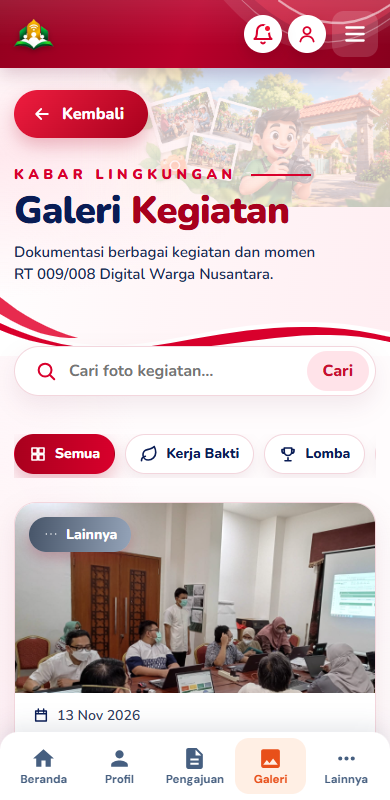 Kembali
KABAR LINGKUNGAN
Galeri Kegiatan
Dokumentasi berbagai kegiatan dan momen
RT 009/008 Digital Warga Nusantara.
Cari foto kegiatan...
Cari
Semua
Kerja Bakti
Lomba
Lainnya
13 Nov 2026
Beranda
Profil
Pengajuan
Galeri
Lainnya